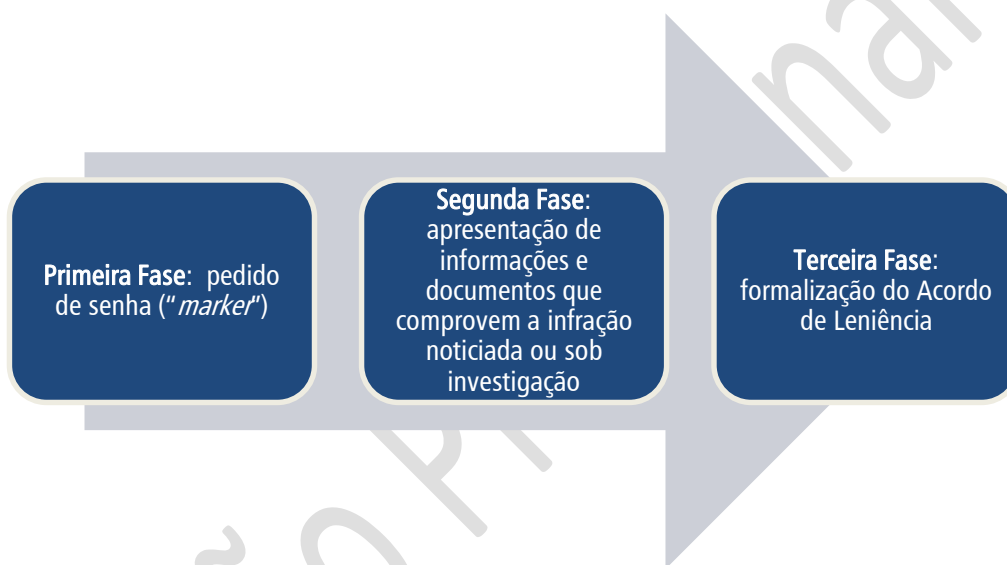 Primeira Fase: pedido
de senha ("marker")
Segunda Fase:
apresentação de
informações e
documentos que
comprovem a infração
noticiada ou sob
investigação
Terceira Fase:
formalização do Acordo
de Leniência